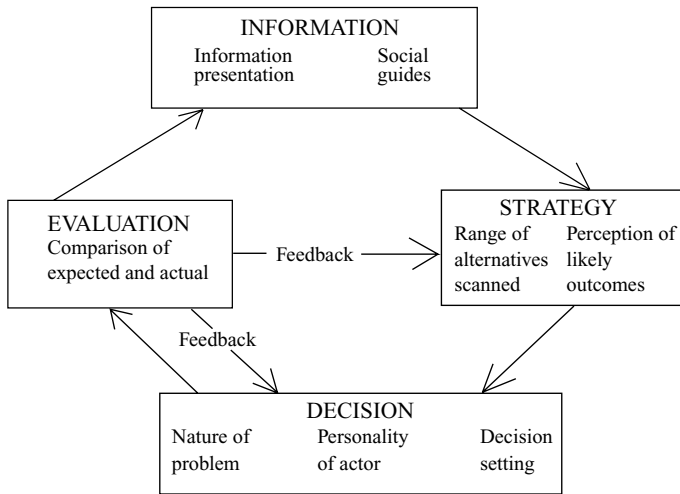 INFORMATION
Information presentation
Social guides
EVALUATION
Comparison of
expected and actual
Feedback
STRATEGY
Range of
alternatives
scanned
Perception of
likely
outcomes
Feedback
DECISION
Nature of
problem
Personality
of actor
Decision
setting